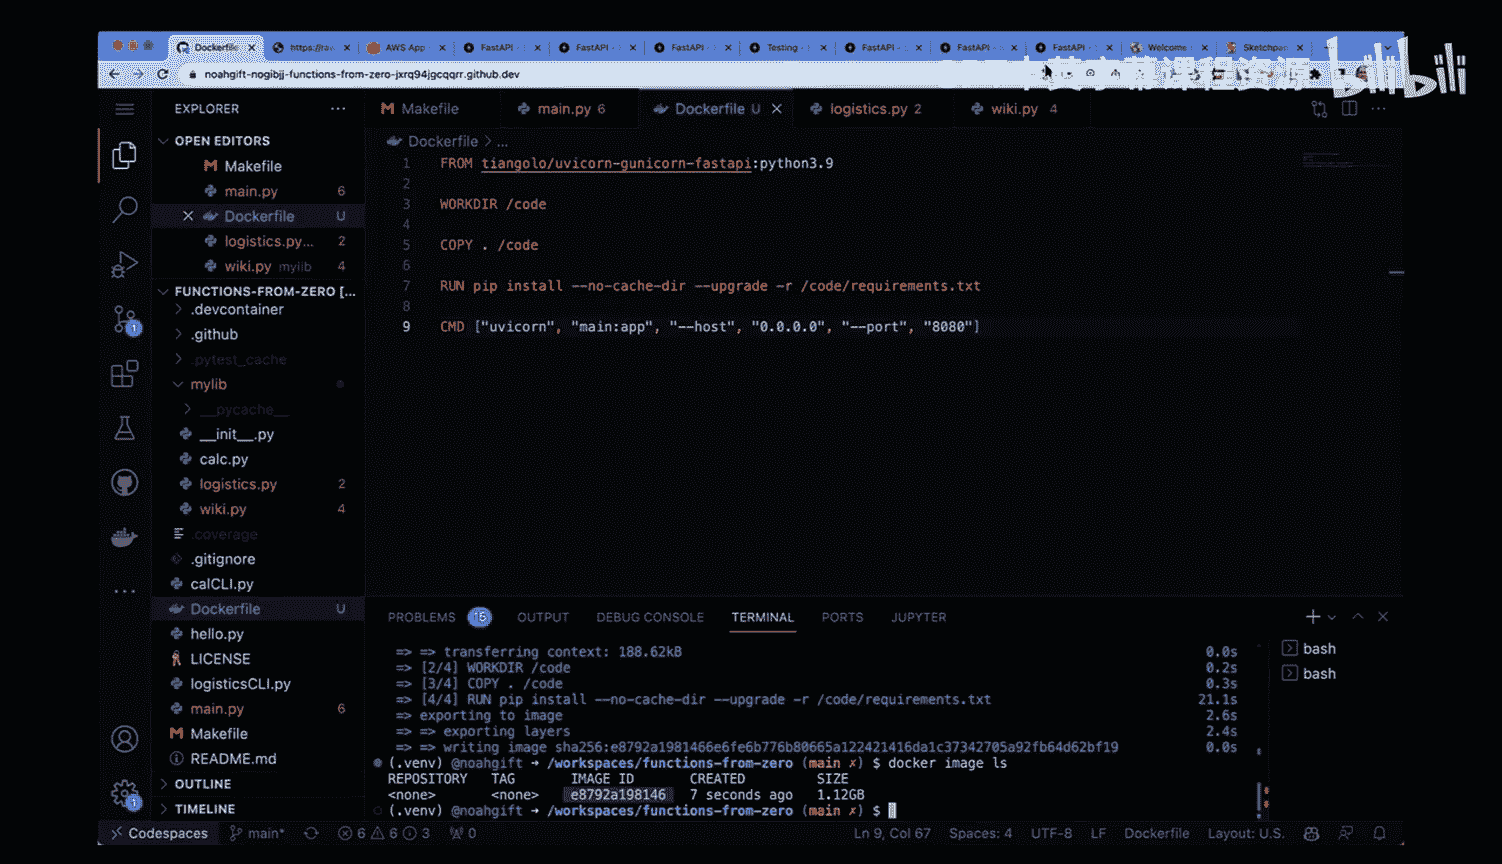 Dockerfile
https://raw
AWS App
FastAPI -
FastAPI -
FastAPI -
Testing -
FastAPI -
FastAPI -
FastAPI -
Welcome
Sketchpad
noahgift-nogibjj-functions-from-zero-jxrq94jgcqqrr.github.dev
bilibili
EXPLORER
Makefile
main.py 6
Dockerfile U
logistics.py 2
wiki.py 4
OPEN EDITORS
Makefile
main.py 6
Dockerfile U
logistics.py... 2
wiki.py mylib 4
FUNCTIONS-FROM-ZERO [...
.devcontainer
.github
.pytest_cache
mylib
__pycache__
__init__.py
calc.py
logistics.py 2
wiki.py 4
.coverage
.gitignore
calCLI.py
Dockerfile U
hello.py
LICENSE
logisticsCLI.py
main.py 6
Makefile
README.md
OUTLINE
TIMELINE
Dockerfile > ...
1 FROM tiangolo/uvicorn-gunicorn-fastapi:python3.9
2
3 WORKDIR /code
4
5 COPY . /code
6
7 RUN pip install --no-cache-dir --upgrade -r /code/requirements.txt
8
9 CMD ["uvicorn", "main:app", "--host", "0.0.0.0", "--port", "8080"]
PROBLEMS 15 OUTPUT DEBUG CONSOLE TERMINAL PORTS JUPYTER
=> => transferring context: 188.62kB 0.0s
=> [2/4] WORKDIR /code 0.2s
=> [3/4] COPY . /code 0.3s
=> [4/4] RUN pip install --no-cache-dir --upgrade -r /code/requirements.txt 21.1s
=> exporting to image 2.6s
=> => exporting layers 2.4s
=> => writing image sha256:e8792a1981466e6fe6b776b80665a122421416da1c37342705a92fb64d62bf19 0.0s
(.venv) @noahgift → /workspaces/functions-from-zero (main ✗) $ docker image ls
REPOSITORY TAG IMAGE ID CREATED SIZE
<none> <none> e8792a198146 7 seconds ago 1.12GB
(.venv) @noahgift → /workspaces/functions-from-zero (main ✗) $
bash
bash
1
1
Codespaces main* 6 6 3 0 Ln 9, Col 67 Spaces: 4 UTF-8 LF Dockerfile Layout: U.S.